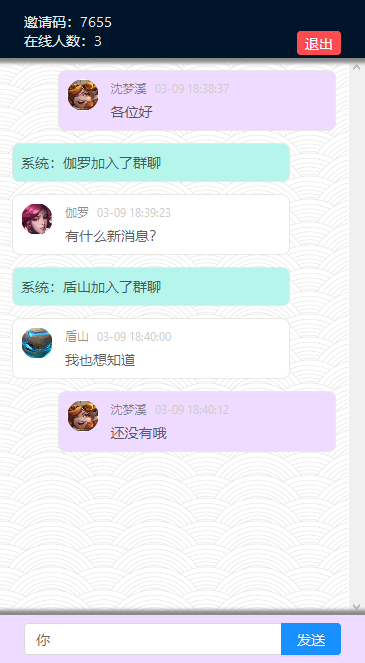 邀请码：7655
在线人数：3
退出
沈梦溪 03-09 18:38:37
各位好
系统：伽罗加入了群聊
伽罗 03-09 18:39:23
有什么新消息?
系统：盾山加入了群聊
盾山 03-09 18:40:00
我也想知道
沈梦溪 03-09 18:40:12
还没有哦
你
发送